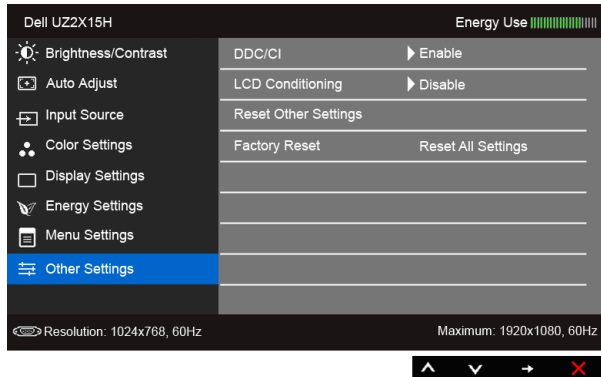 Dell UZ2X15H Energy Use
Brightness/Contrast
Auto Adjust
Input Source
Color Settings
Display Settings
Energy Settings
Menu Settings
Other Settings
DDC/CI Enable
LCD Conditioning Disable
Reset Other Settings
Factory Reset Reset All Settings
Resolution: 1024x768, 60Hz Maximum: 1920x1080, 60Hz